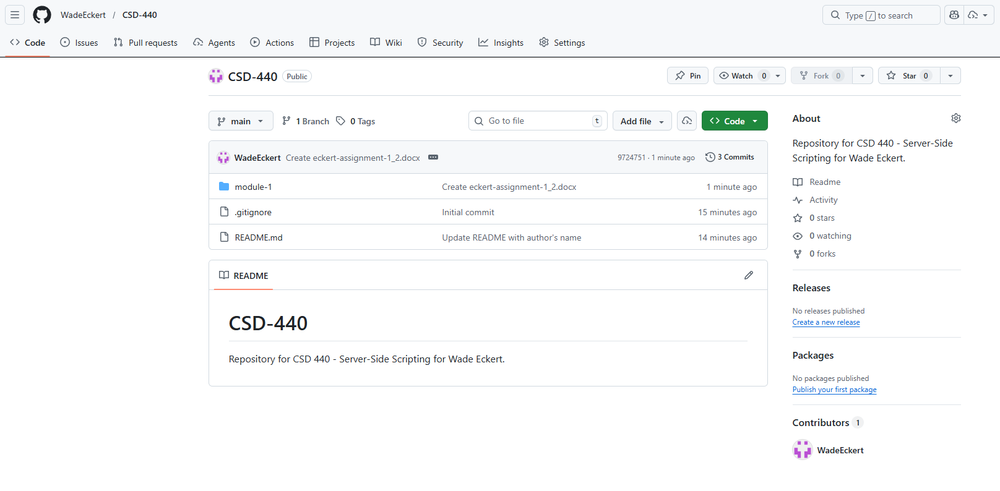 WadeEckert / CSD-440
Type / to search
Code Issues Pull requests Agents Actions Projects Wiki Security Insights Settings
CSD-440 Public
Pin Watch 0 Fork 0 Star 0
main 1 Branch 0 Tags Go to file t Add file Code
WadeEckert Create eckert-assignment-1_2.docx 9724751 · 1 minute ago 3 Commits
module-1 Create eckert-assignment-1_2.docx 1 minute ago
.gitignore Initial commit 15 minutes ago
README.md Update README with author's name 14 minutes ago
README
CSD-440
Repository for CSD 440 - Server-Side Scripting for Wade Eckert.
About
Repository for CSD 440 - Server-Side
Scripting for Wade Eckert.
Readme
Activity
0 stars
0 watching
0 forks
Releases
No releases published
Create a new release
Packages
No packages published
Publish your first package
Contributors 1
WadeEckert